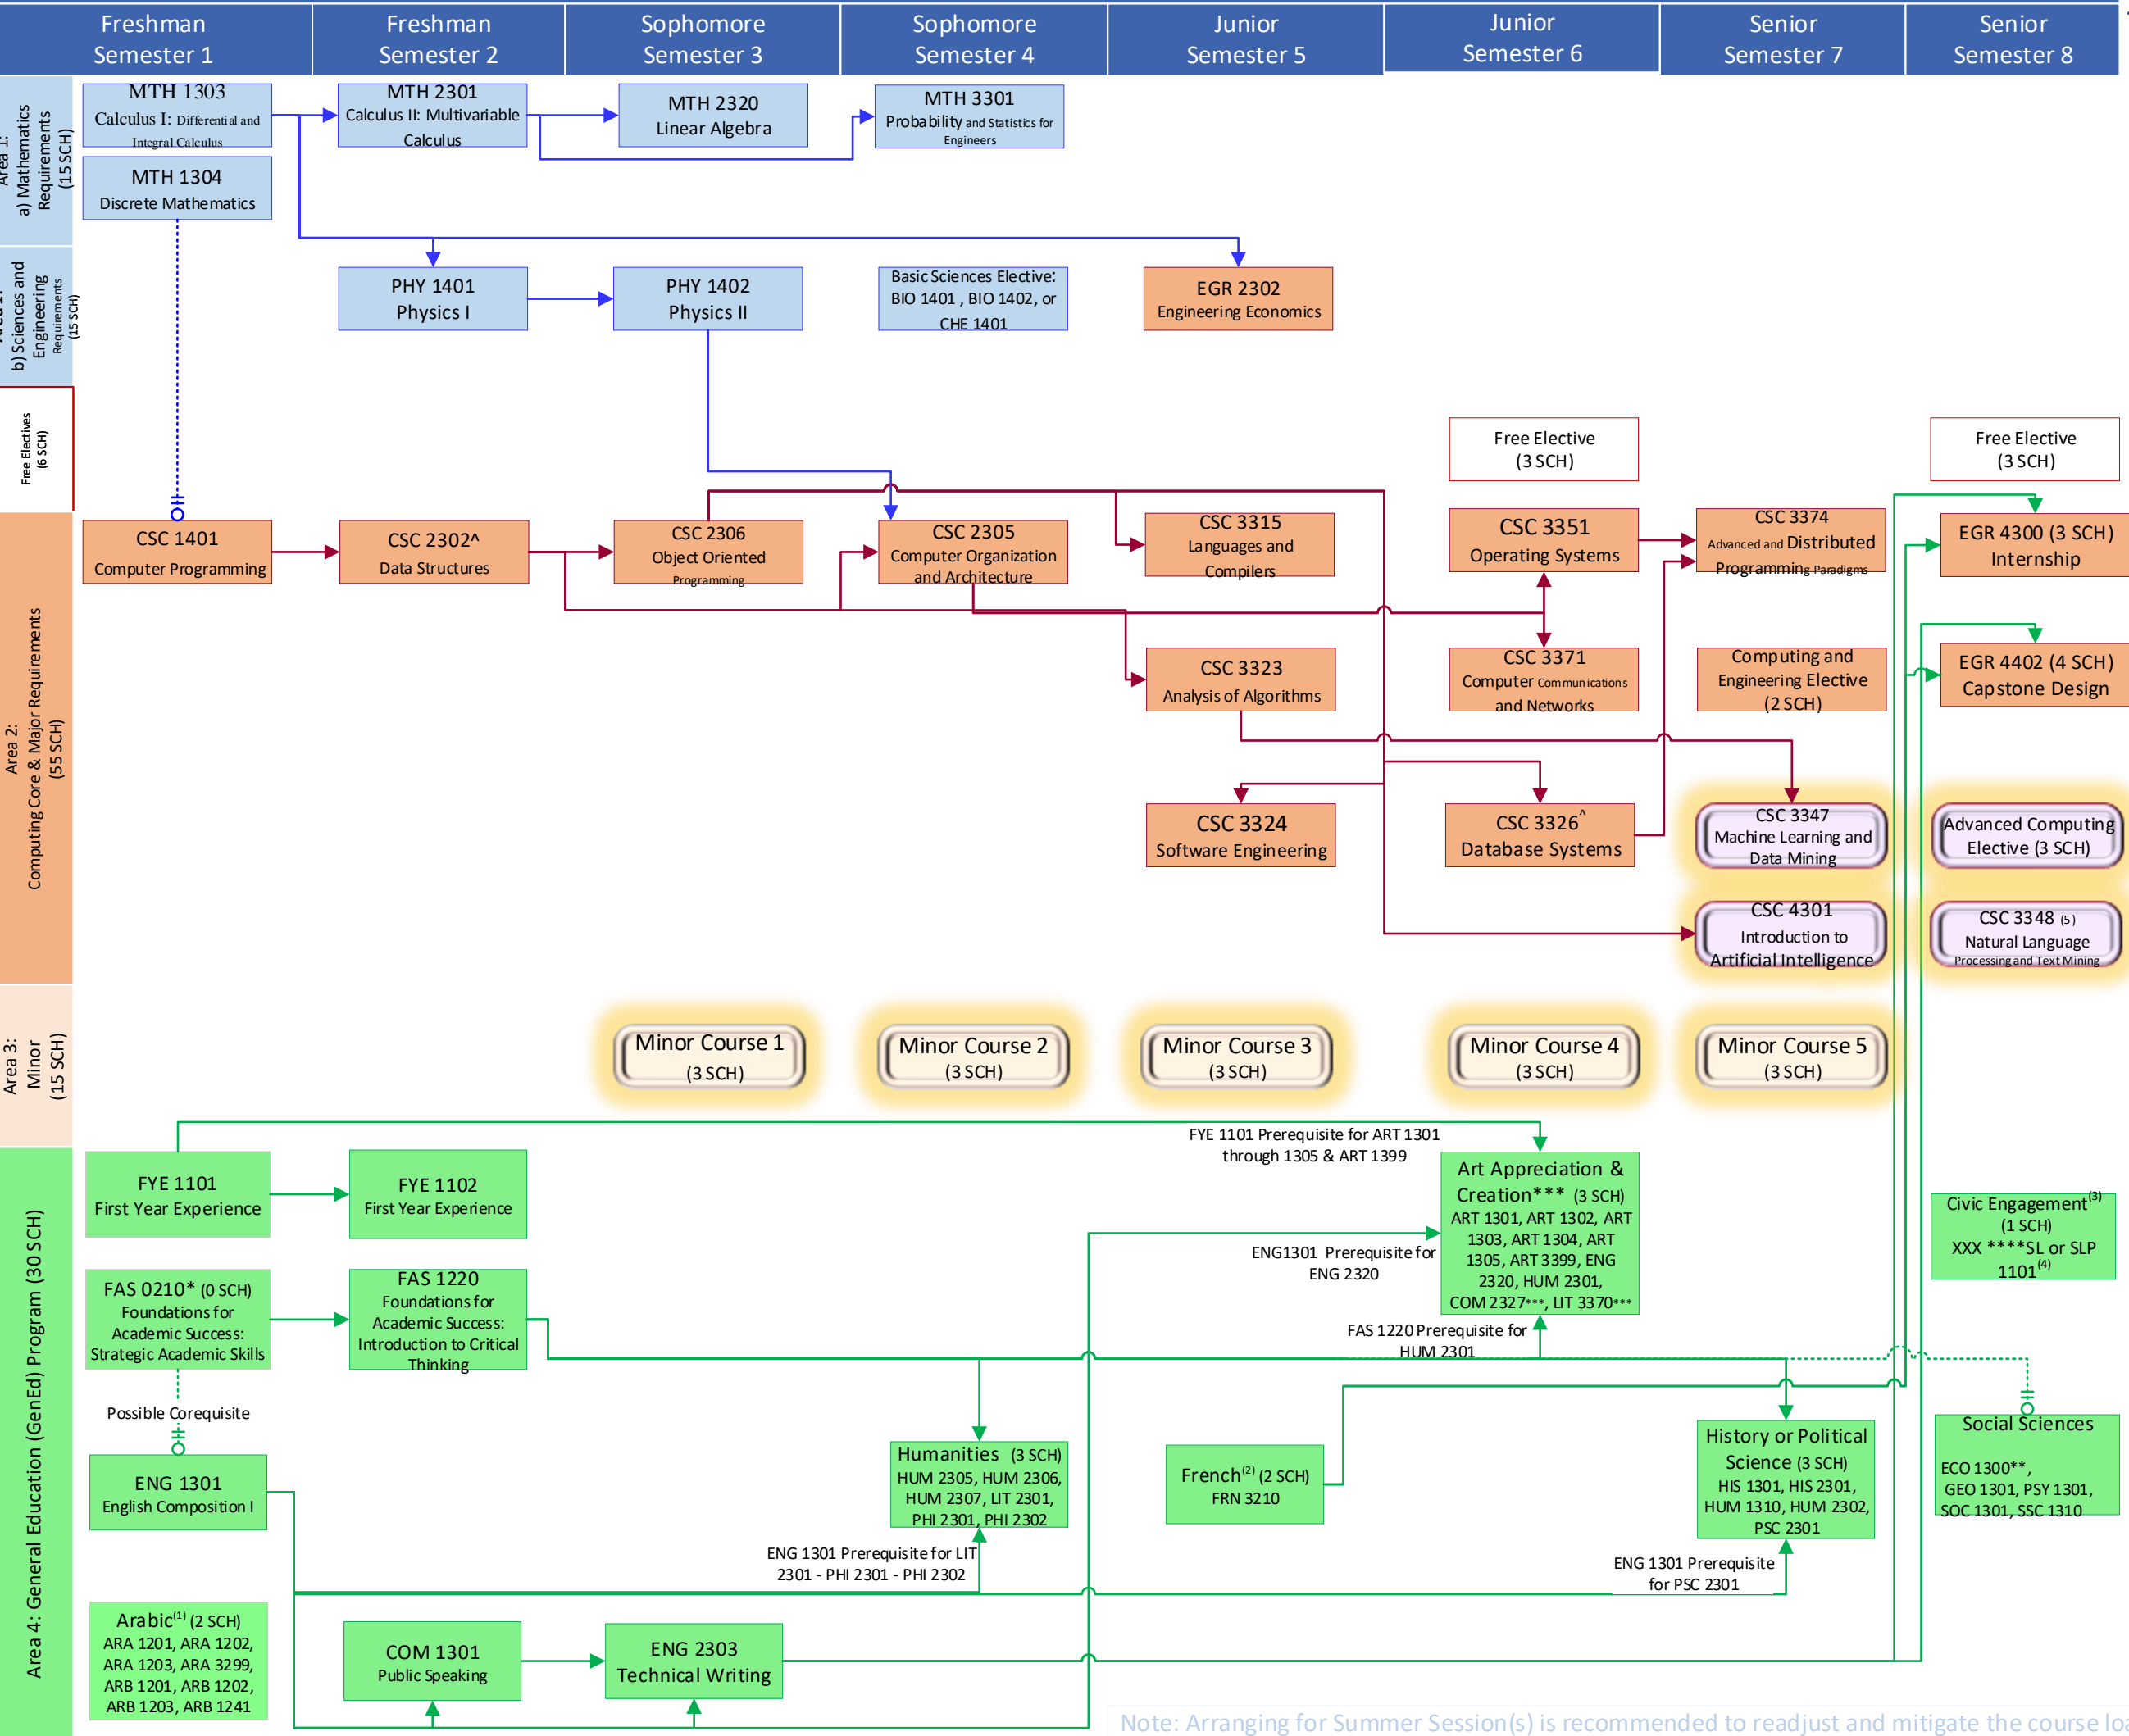 Freshman
Semester 1
Freshman
Semester 2
Sophomore
Semester 3
Sophomore
Semester 4
Junior
Semester 5
Junior
Semester 6
Senior
Semester 7
Senior
Semester 8
Area 1:
a) Mathematics
Requirements
(15 SCH)
MTH 1303
Calculus I: Differential and
Integral Calculus
MTH 2301
Calculus II: Multivariable
Calculus
MTH 2320
Linear Algebra
MTH 3301
Probability and Statistics for
Engineers
MTH 1304
Discrete Mathematics
b) Sciences and
Engineering
Requirements
(15 SCH)
PHY 1401
Physics I
PHY 1402
Physics II
Basic Sciences Elective:
BIO 1401 , BIO 1402, or
CHE 1401
EGR 2302
Engineering Economics
Free Electives
(6 SCH)
Free Elective
(3 SCH)
Free Elective
(3 SCH)
Area 2:
Computing Core & Major Requirements
(55 SCH)
CSC 1401
Computer Programming
CSC 2302^
Data Structures
CSC 2306
Object Oriented
Programming
CSC 2305
Computer Organization
and Architecture
CSC 3315
Languages and
Compilers
CSC 3351
Operating Systems
CSC 3374
Advanced and Distributed
Programming Paradigms
EGR 4300 (3 SCH)
Internship
CSC 3323
Analysis of Algorithms
CSC 3371
Computer Communications
and Networks
Computing and
Engineering Elective
(2 SCH)
EGR 4402 (4 SCH)
Capstone Design
CSC 3324
Software Engineering
CSC 3326^
Database Systems
CSC 3347
Machine Learning and
Data Mining
Advanced Computing
Elective (3 SCH)
CSC 4301
Introduction to
Artificial Intelligence
CSC 3348 (5)
Natural Language
Processing and Text Mining
Area 3:
Minor
(15 SCH)
Minor Course 1
(3 SCH)
Minor Course 2
(3 SCH)
Minor Course 3
(3 SCH)
Minor Course 4
(3 SCH)
Minor Course 5
(3 SCH)
Area 4: General Education (GenEd) Program (30 SCH)
FYE 1101 Prerequisite for ART 1301
through 1305 & ART 1399
FYE 1101
First Year Experience
FYE 1102
First Year Experience
Art Appreciation &
Creation*** (3 SCH)
ART 1301, ART 1302, ART
1303, ART 1304, ART
1305, ART 3399, ENG
2320, HUM 2301,
COM 2327***, LIT 3370***
Civic Engagement(3)
(1 SCH)
XXX ****SL or SLP
1101(4)
ENG1301 Prerequisite for
ENG 2320
FAS 0210* (0 SCH)
Foundations for
Academic Success:
Strategic Academic Skills
FAS 1220
Foundations for
Academic Success:
Introduction to Critical
Thinking
FAS 1220 Prerequisite for
HUM 2301
Possible Corequisite
ENG 1301
English Composition I
Humanities (3 SCH)
HUM 2305, HUM 2306,
HUM 2307, LIT 2301,
PHI 2301, PHI 2302
French(2) (2 SCH)
FRN 3210
History or Political
Science (3 SCH)
HIS 1301, HIS 2301,
HUM 1310, HUM 2302,
PSC 2301
Social Sciences
ECO 1300**,
GEO 1301, PSY 1301,
SOC 1301, SSC 1310
ENG 1301 Prerequisite for LIT
2301 - PHI 2301 - PHI 2302
ENG 1301 Prerequisite
for PSC 2301
Arabic(1) (2 SCH)
ARA 1201, ARA 1202,
ARA 1203, ARA 3299,
ARB 1201, ARB 1202,
ARB 1203, ARB 1241
COM 1301
Public Speaking
ENG 2303
Technical Writing
Note: Arranging for Summer Session(s) is recommended to readjust and mitigate the course